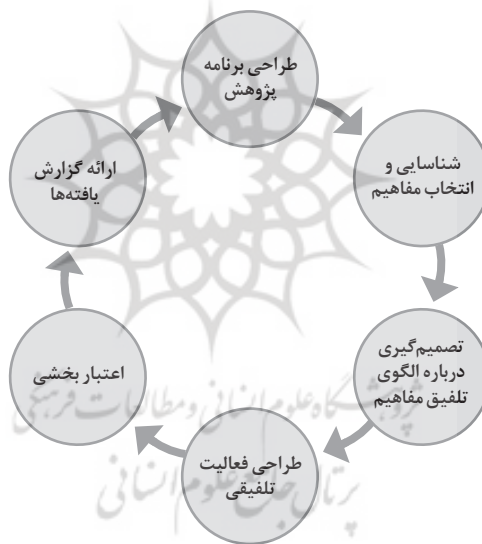 طراحی برنامه
پژوهش
شناسایی و
انتخاب مفاهیم
تصمیم‌گیری
درباره الگوی
تلفیق مفاهیم
طراحی فعالیت
تلفیقی
اعتبار بخشی
ارائه گزارش
یافته‌ها
پژوهشگاه علوم انسانی و مطالعات فرهنگی
پرتال جامع علوم انسانی